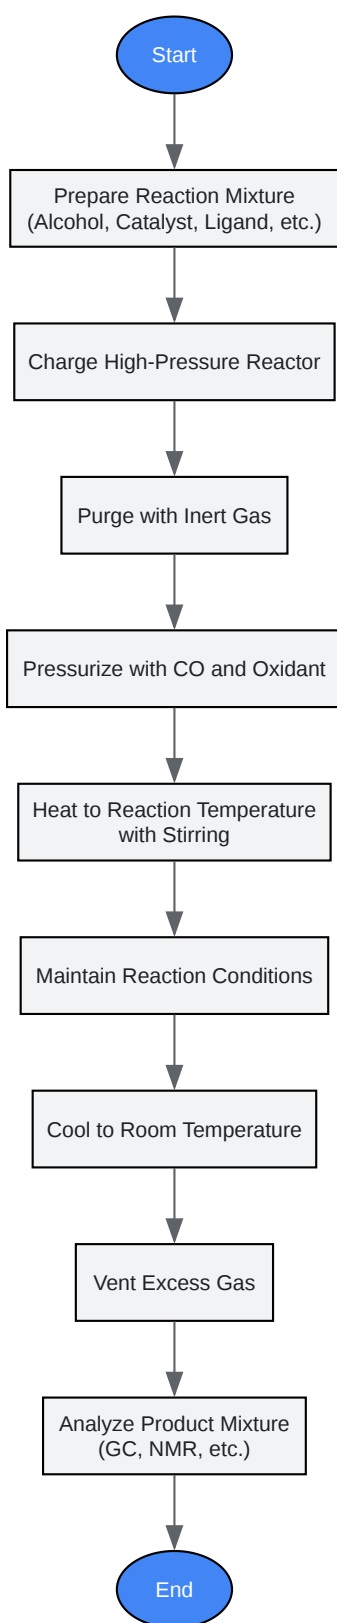 Start
Prepare Reaction Mixture
(Alcohol, Catalyst, Ligand, etc.)
Charge High-Pressure Reactor
Purge with Inert Gas
Pressurize with CO and Oxidant
Heat to Reaction Temperature
with Stirring
Maintain Reaction Conditions
Cool to Room Temperature
Vent Excess Gas
Analyze Product Mixture
(GC, NMR, etc.)
End